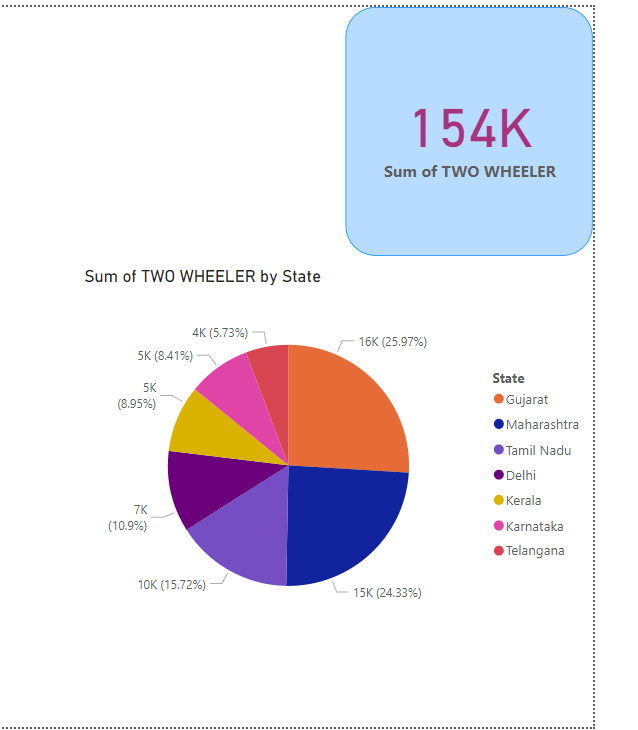 154K
Sum of TWO WHEELER
Sum of TWO WHEELER by State
4K (5.73%)
16K (25.97%)
5K (8.41%)
5K
(8.95%)
7K
(10.9%)
10K (15.72%)
15K (24.33%)
State
Gujarat
Maharashtra
Tamil Nadu
Delhi
Kerala
Karnataka
Telangana